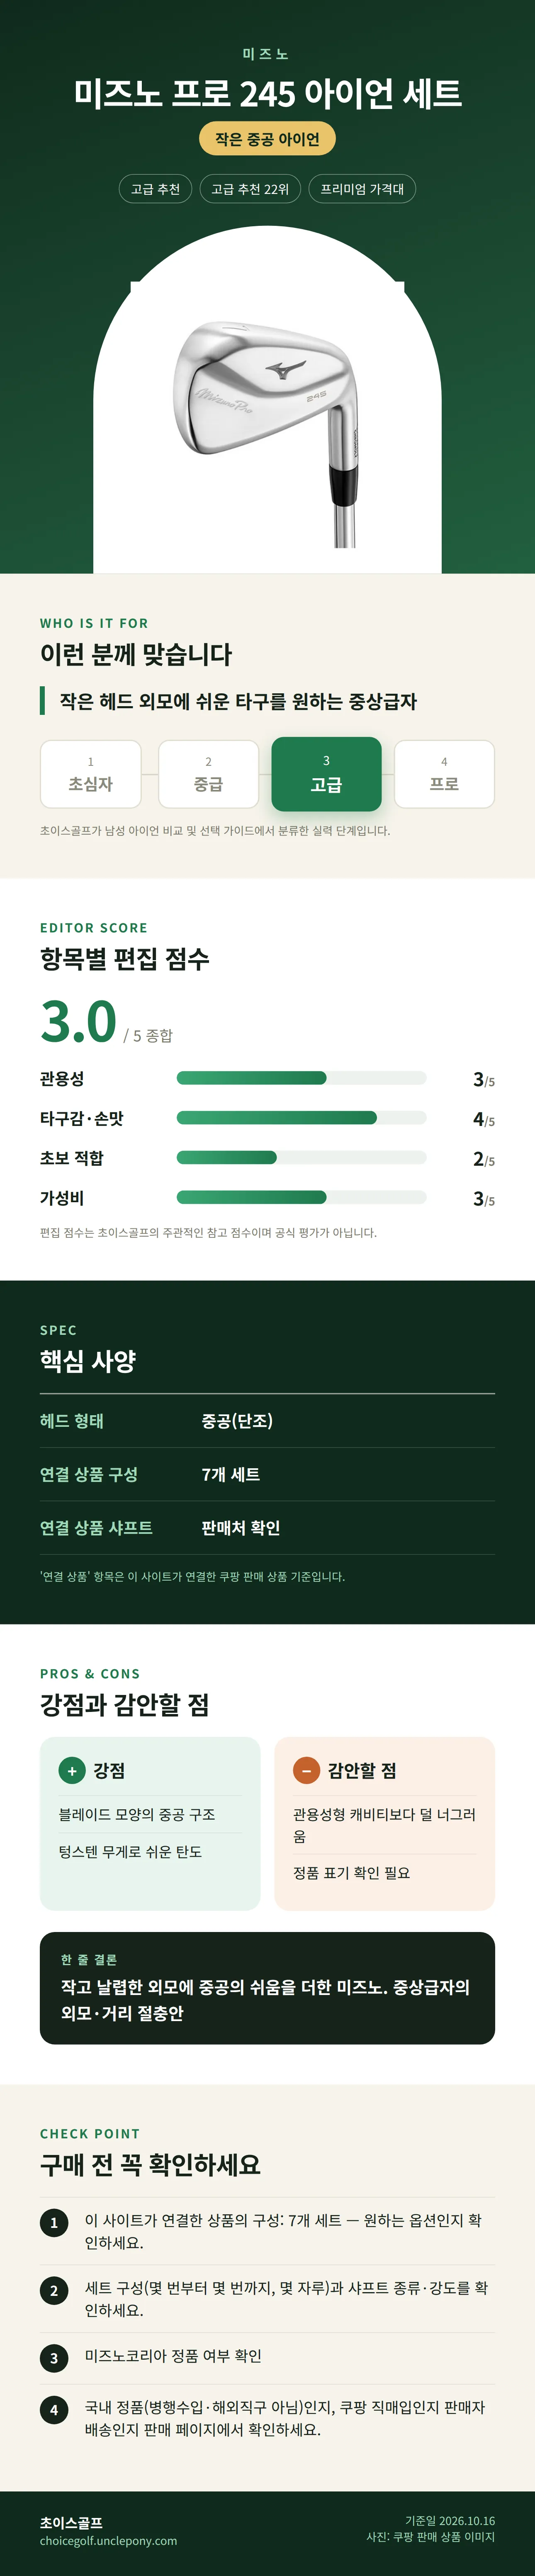 미즈노
미즈노 프로 245 아이언 세트
작은 중공 아이언
고급 추천
고급 추천 22위
프리미엄 가격대
Mizuno Pro
245
WHO IS IT FOR
이런 분께 맞습니다
작은 헤드 외모에 쉬운 타구를 원하는 중상급자
1
초심자
2
중급
3
고급
4
프로
초이스골프가 남성 아이언 비교 및 선택 가이드에서 분류한 실력 단계입니다.
EDITOR SCORE
항목별 편집 점수
3.0 / 5 종합
관용성 3/5
타구감·손맛 4/5
초보 적합 2/5
가성비 3/5
편집 점수는 초이스골프의 주관적인 참고 점수이며 공식 평가가 아닙니다.
SPEC
핵심 사양
헤드 형태 중공(단조)
연결 상품 구성 7개 세트
연결 상품 샤프트 판매처 확인
'연결 상품' 항목은 이 사이트가 연결한 쿠팡 판매 상품 기준입니다.
PROS & CONS
강점과 감안할 점
+ 강점
블레이드 모양의 중공 구조
텅스텐 무게로 쉬운 탄도
− 감안할 점
관용성형 캐비티보다 덜 너그러
움
정품 표기 확인 필요
한 줄 결론
작고 날렵한 외모에 중공의 쉬움을 더한 미즈노. 중상급자의
외모·거리 절충안
CHECK POINT
구매 전 꼭 확인하세요
1 이 사이트가 연결한 상품의 구성: 7개 세트 — 원하는 옵션인지 확
인하세요.
2 세트 구성(몇 번부터 몇 번까지, 몇 자루)과 샤프트 종류·강도를 확
인하세요.
3 미즈노코리아 정품 여부 확인
4 국내 정품(병행수입·해외직구 아님)인지, 쿠팡 직매입인지 판매자
배송인지 판매 페이지에서 확인하세요.
초이스골프
choicegolf.unclepony.com
기준일 2026.10.16
사진: 쿠팡 판매 상품 이미지